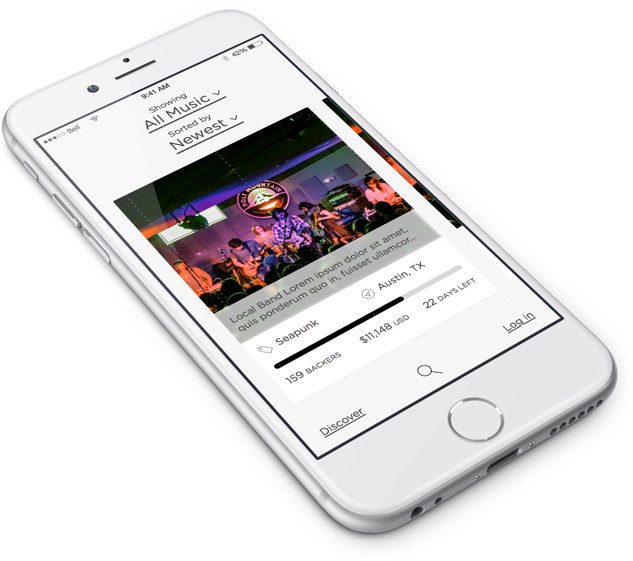 Bell
9:41 AM
42%
Showing
All Music
Sorted by
Newest
HOLY MOUNTAIN
Local Band Lorem ipsum dolor sit amet,
quis ponderum quo in, fuisset ullamcor...
Seapunk
Austin, TX
159 BACKERS
$11,148 USD
22 DAYS LEFT
Discover
Log in